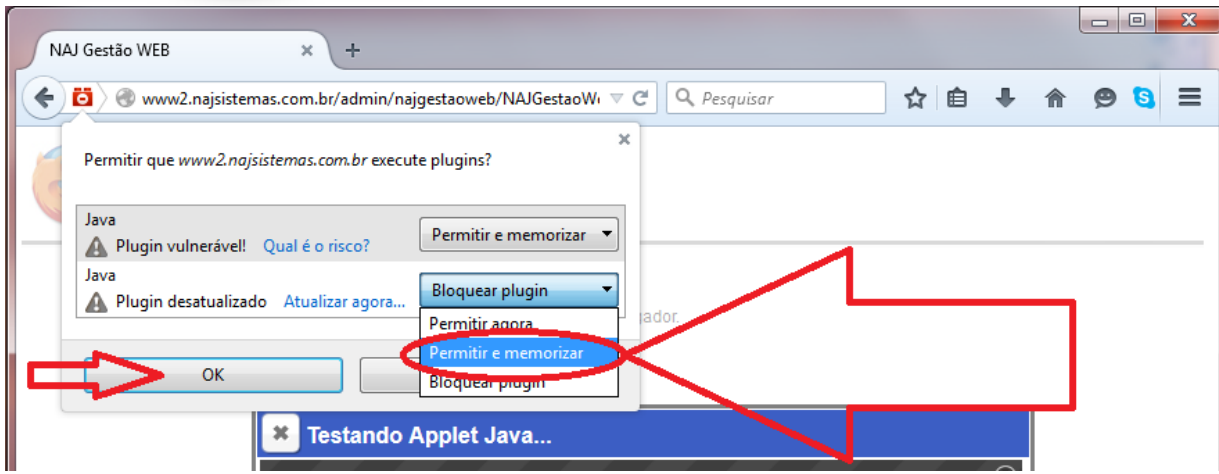 NAJ Gestão WEB
www2.najsistemas.com.br/admin/najgestaoweb/NAJGestaoW
Pesquisar
Permitir que www2.najsistemas.com.br execute plugins?
Java
Plugin vulnerável! Qual é o risco?
Permitir e memorizar
Java
Plugin desatualizado Atualizar agora...
Bloquear plugin
Permitir agora
Permitir e memorizar
Bloquear plugin
OK
Testando Applet Java...